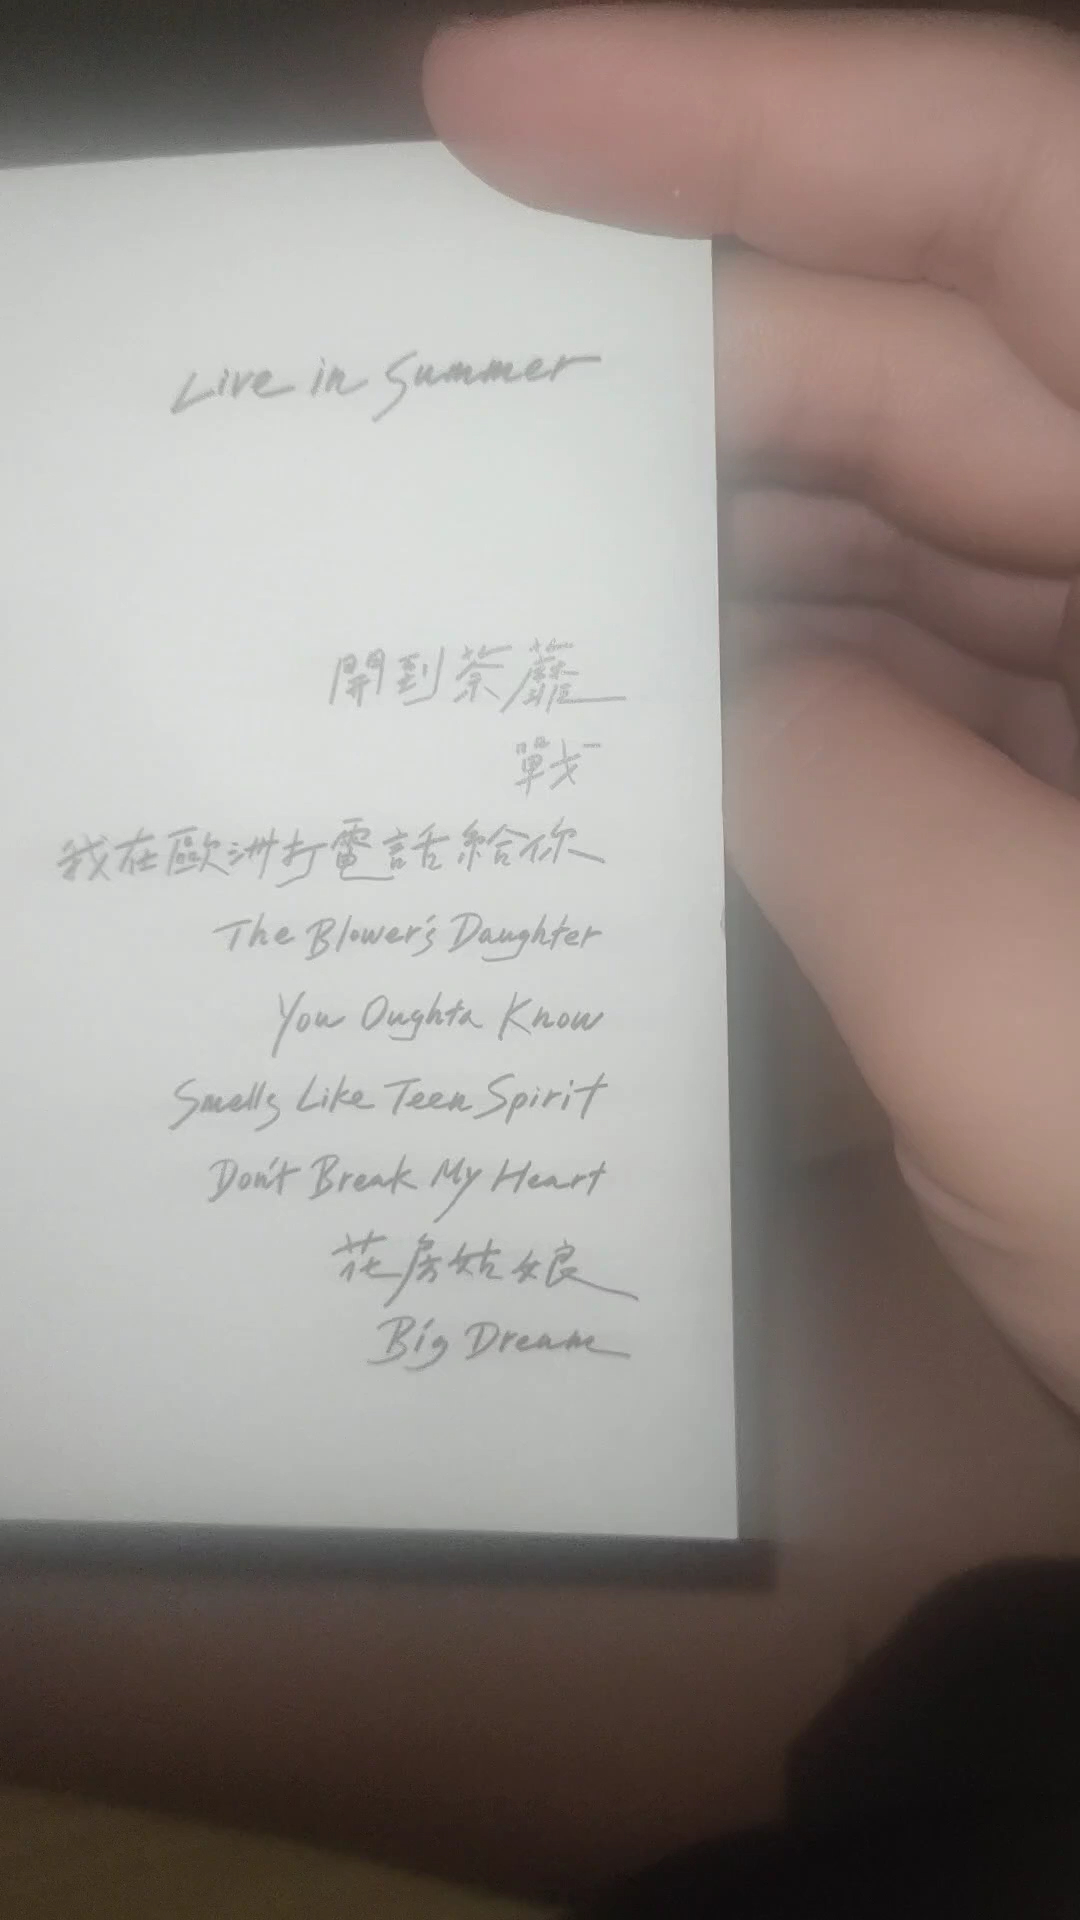 Live in Summer
開到荼蘼
戰
我在歐洲打電話給你
The Blower's Daughter
You Oughta Know
Smells Like Teen Spirit
Don't Break My Heart
花房姑娘
Big Dream